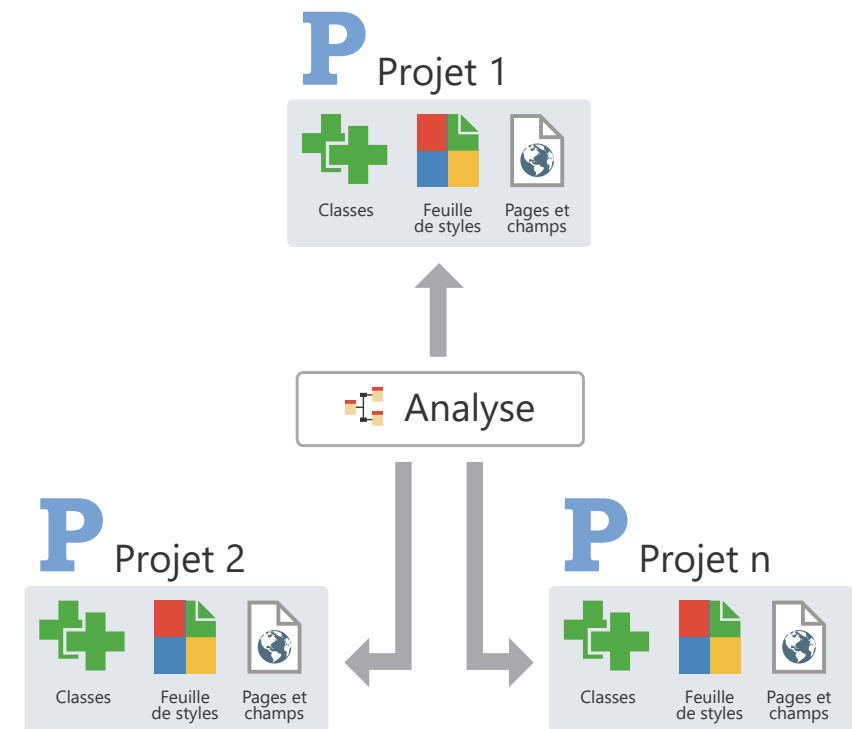 P Projet 1
Classes
Feuille
de styles
Pages et
champs
Analyse
P Projet 2
Classes
Feuille
de styles
Pages et
champs
P Projet n
Classes
Feuille
de styles
Pages et
champs